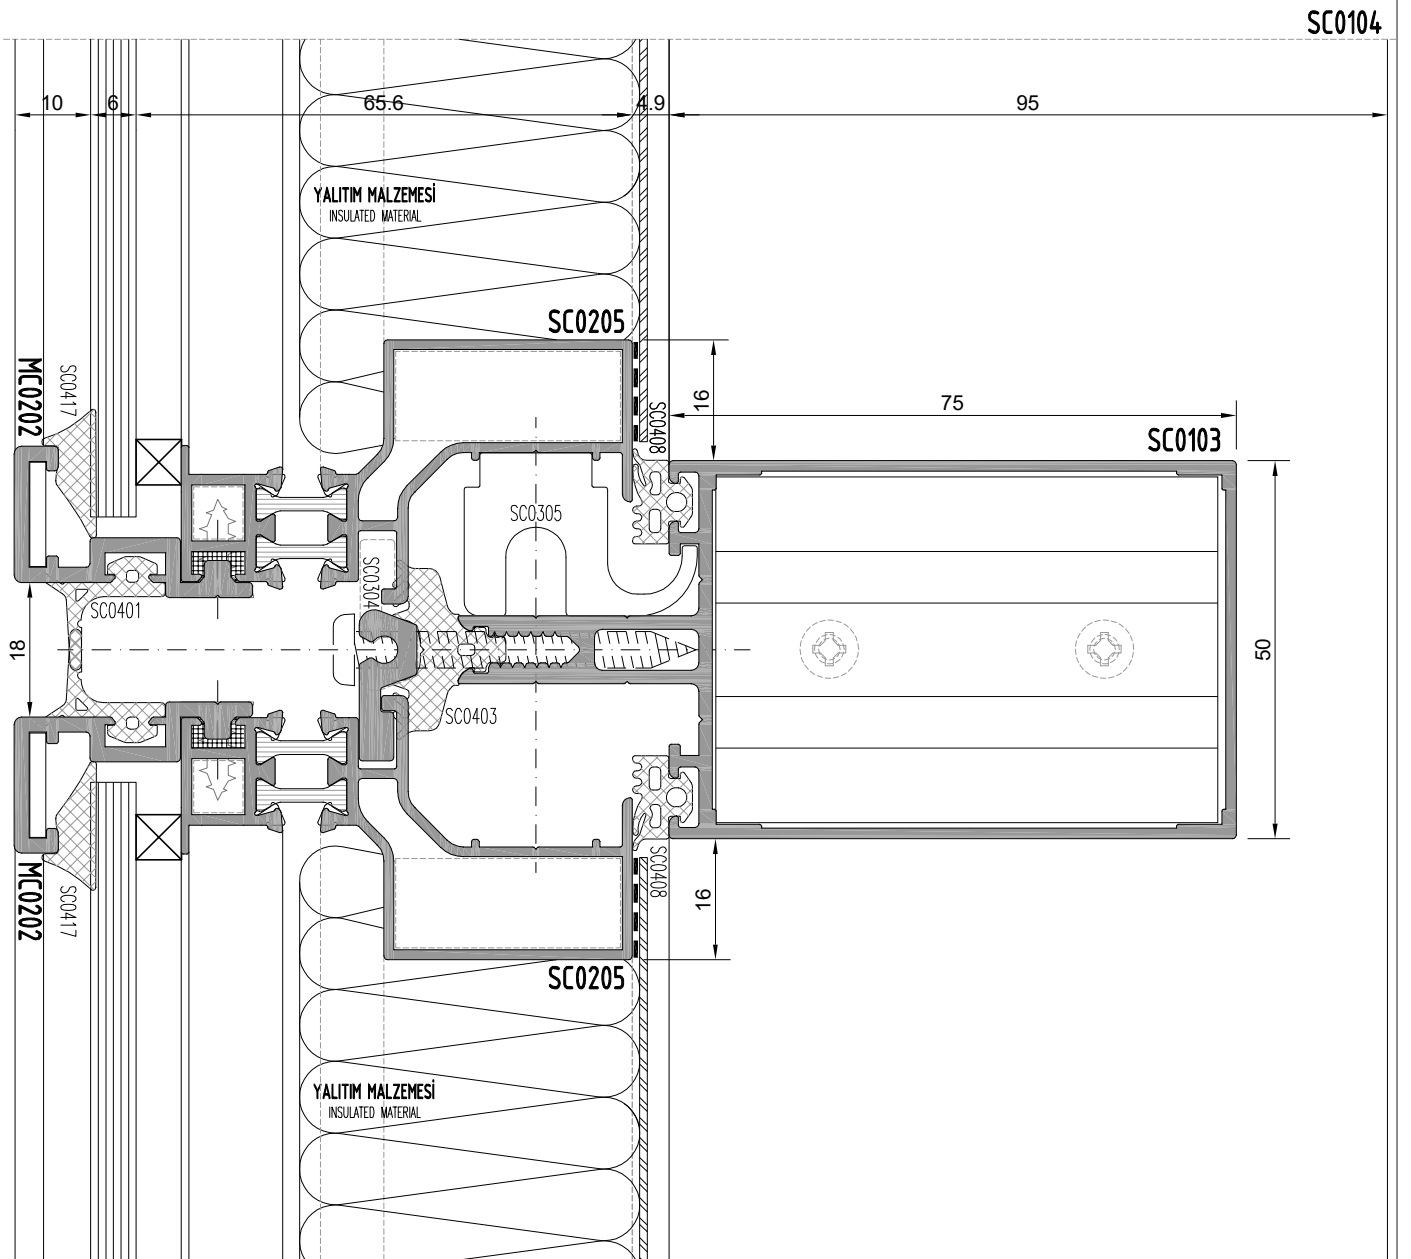 SC0104
10
6
65.6
4.9
95
YALITIM MALZEMESİ
INSULATED MATERIAL
SC0205
MC0202
SC0417
SC0408
16
75
SC0103
SC0305
SC0304
SC0401
18
50
SC0403
MC0202
SC0417
SC0408
16
SC0205
YALITIM MALZEMESİ
INSULATED MATERIAL